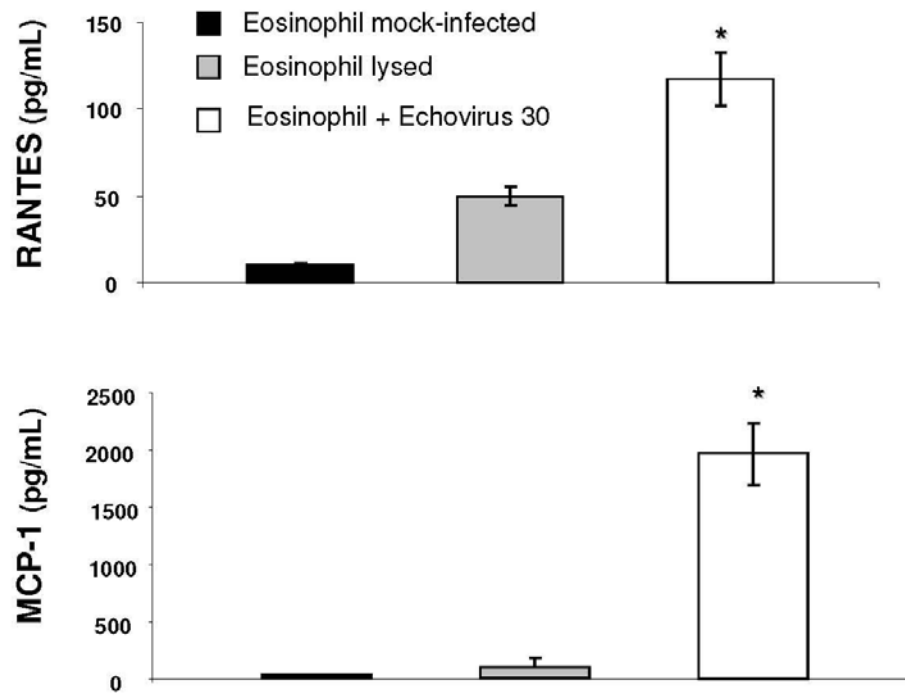 Eosinophil mock-infected
Eosinophil lysed
Eosinophil + Echovirus 30
RANTES (pg/mL)
150
100
50
0
*
MCP-1 (pg/mL)
2500
2000
1500
1000
500
0
*